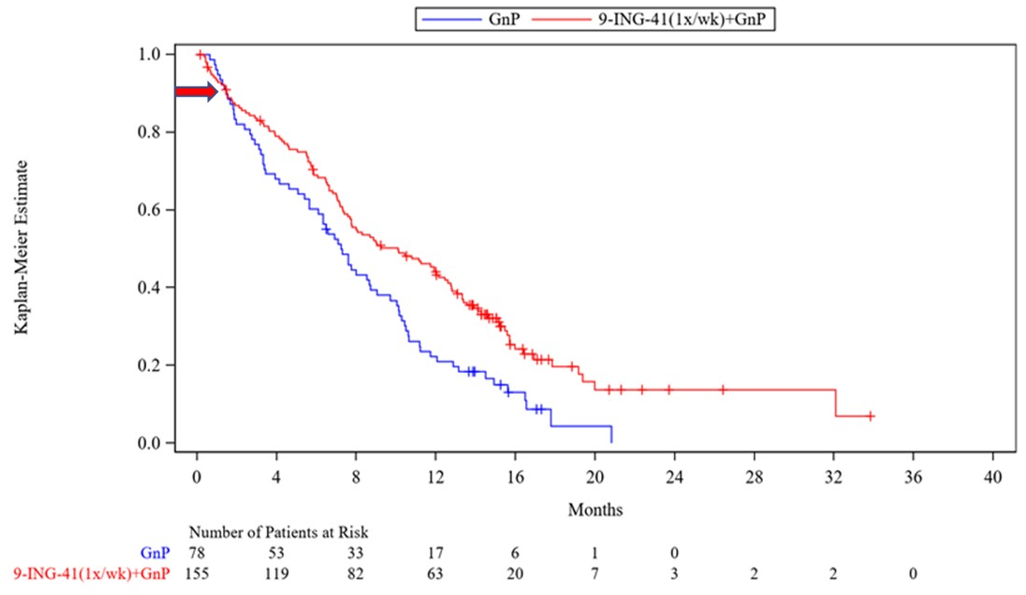 GnP 9-ING-41(1x/wk)+GnP
Kaplan-Meier Estimate
1.0
0.8
0.6
0.4
0.2
0.0
0 4 8 12 16 20 24 28 32 36 40
Months
Number of Patients at Risk
GnP 78 53 33 17 6 1 0
9-ING-41(1x/wk)+GnP 155 119 82 63 20 7 3 2 2 0